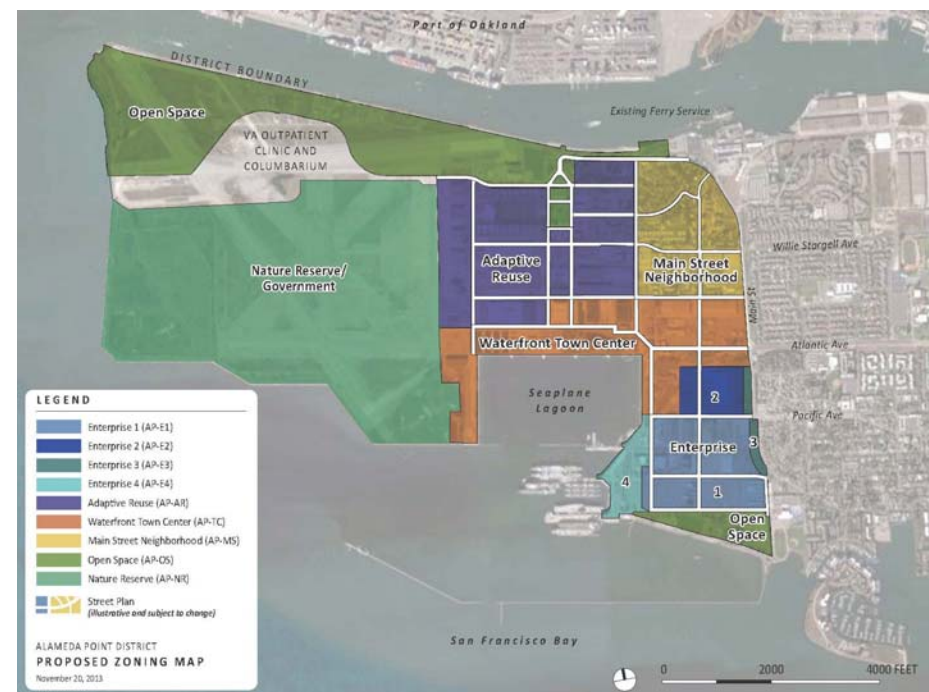 Port of Oakland
DISTRICT BOUNDARY
Open Space
Existing Ferry Service
VA OUTPATIENT
CLINIC AND
COLUMBARIUM
Willie Stargell Ave
Nature Reserve/
Government
Adaptive
Reuse
Main Street
Neighborhood
Main St
Waterfront Town Center
Atlantic Ave
Seaplane
Lagoon
2
Pacific Ave
Enterprise
3
4
1
Open
Space
LEGEND
Enterprise 1 (AP-E1)
Enterprise 2 (AP-E2)
Enterprise 3 (AP-E3)
Enterprise 4 (AP-E4)
Adaptive Reuse (AP-AR)
Waterfront Town Center (AP-TC)
Main Street Neighborhood (AP-MS)
Open Space (AP-OS)
Nature Reserve (AP-NR)
Street Plan
(illustrative and subject to change)
ALAMEDA POINT DISTRICT
PROPOSED ZONING MAP
November 20, 2013
San Francisco Bay
0 2000 4000 FEET